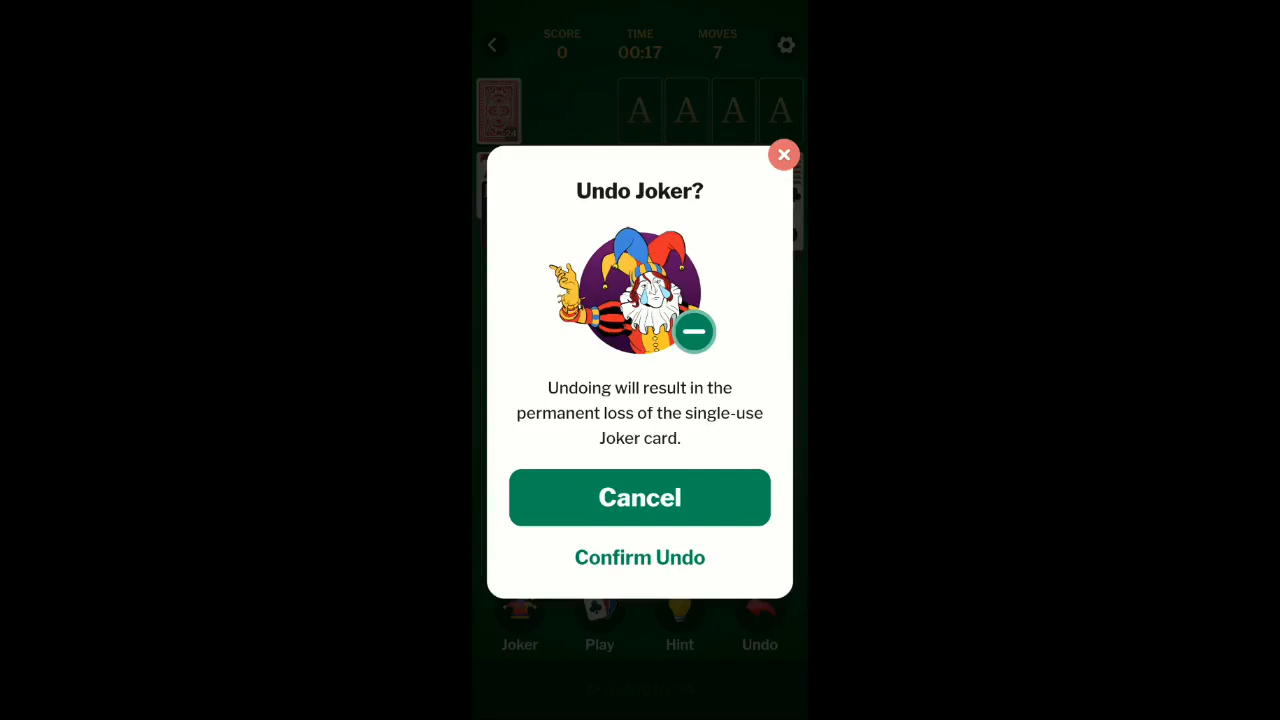 SCORE TIME MOVES
0 00:17 7
A A A A
24
Undo Joker?
Undoing will result in the
permanent loss of the single-use
Joker card.
Cancel
Confirm Undo
Joker Play Hint Undo